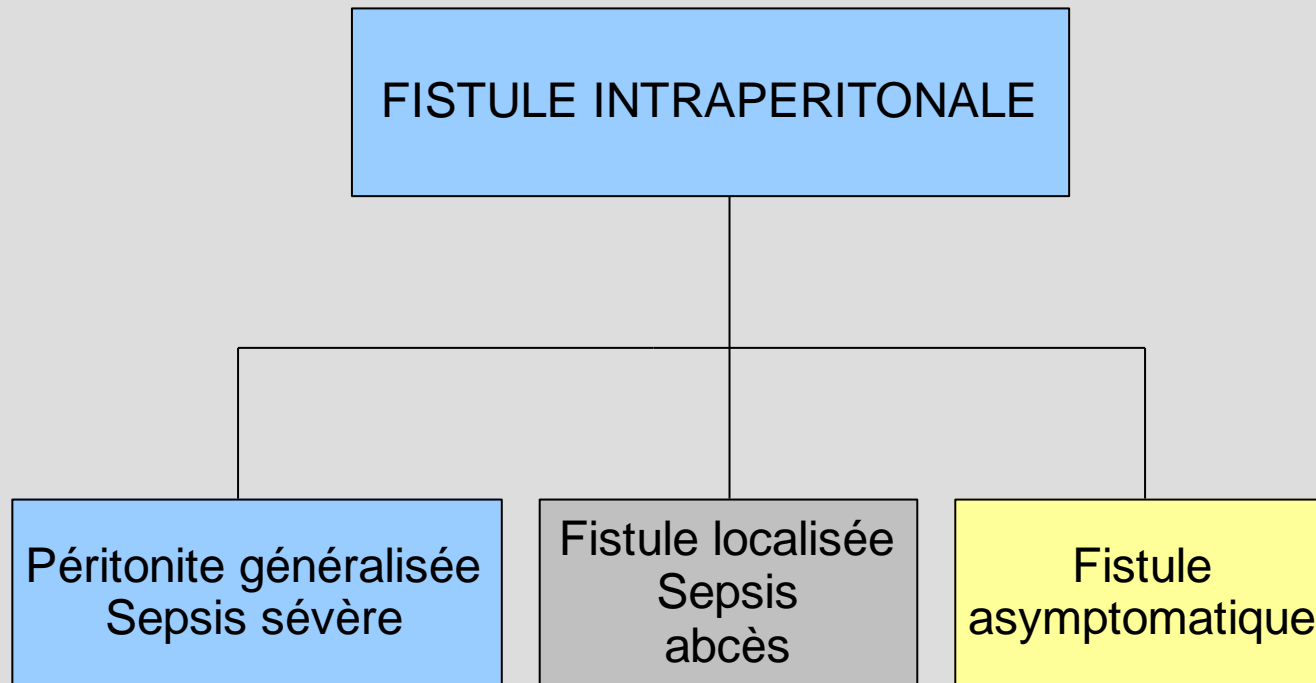 FISTULE INTRAPERITONALE
Péritonite généralisée
Sepsis sévère
Fistule localisée
Sepsis
abcès
Fistule
asymptomatique